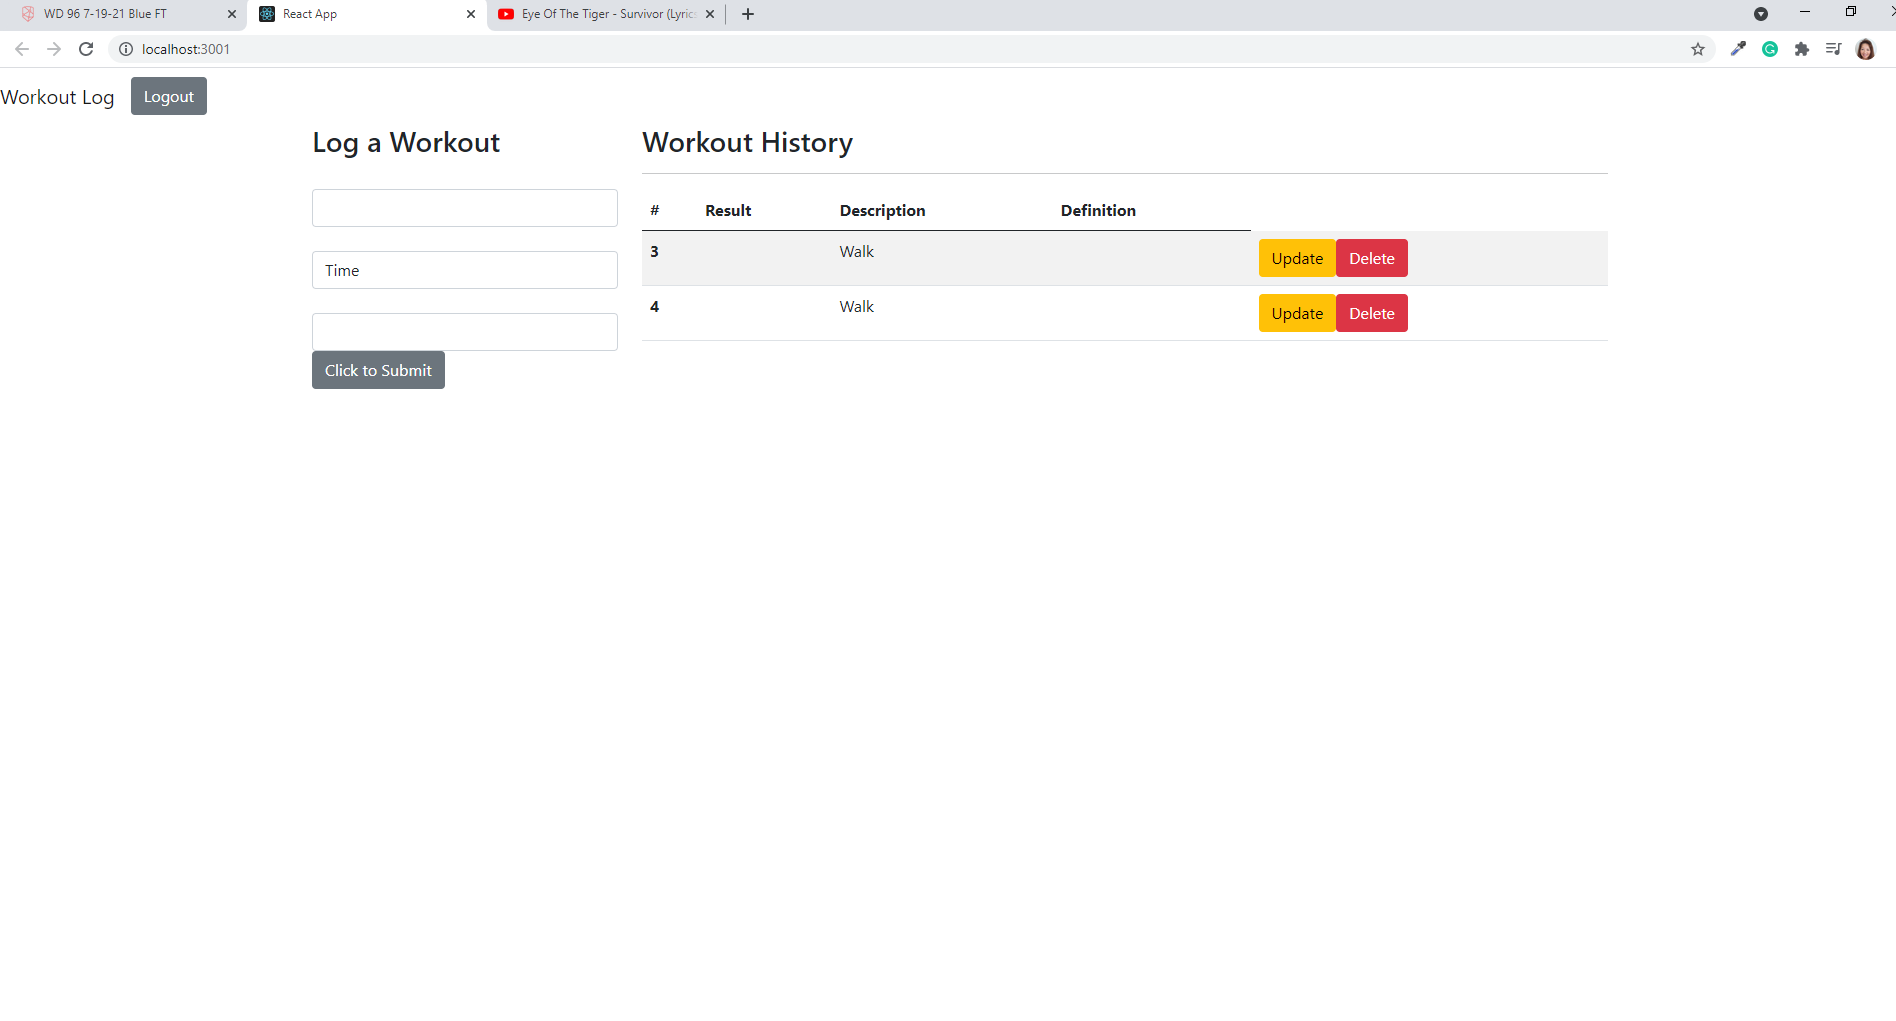 WD 96 7-19-21 Blue FT
React App
Eye Of The Tiger - Survivor (Lyric
localhost:3001
Workout Log Logout
Log a Workout
Time
Click to Submit
Workout History
# Result Description Definition
3 Walk Update Delete
4 Walk Update Delete